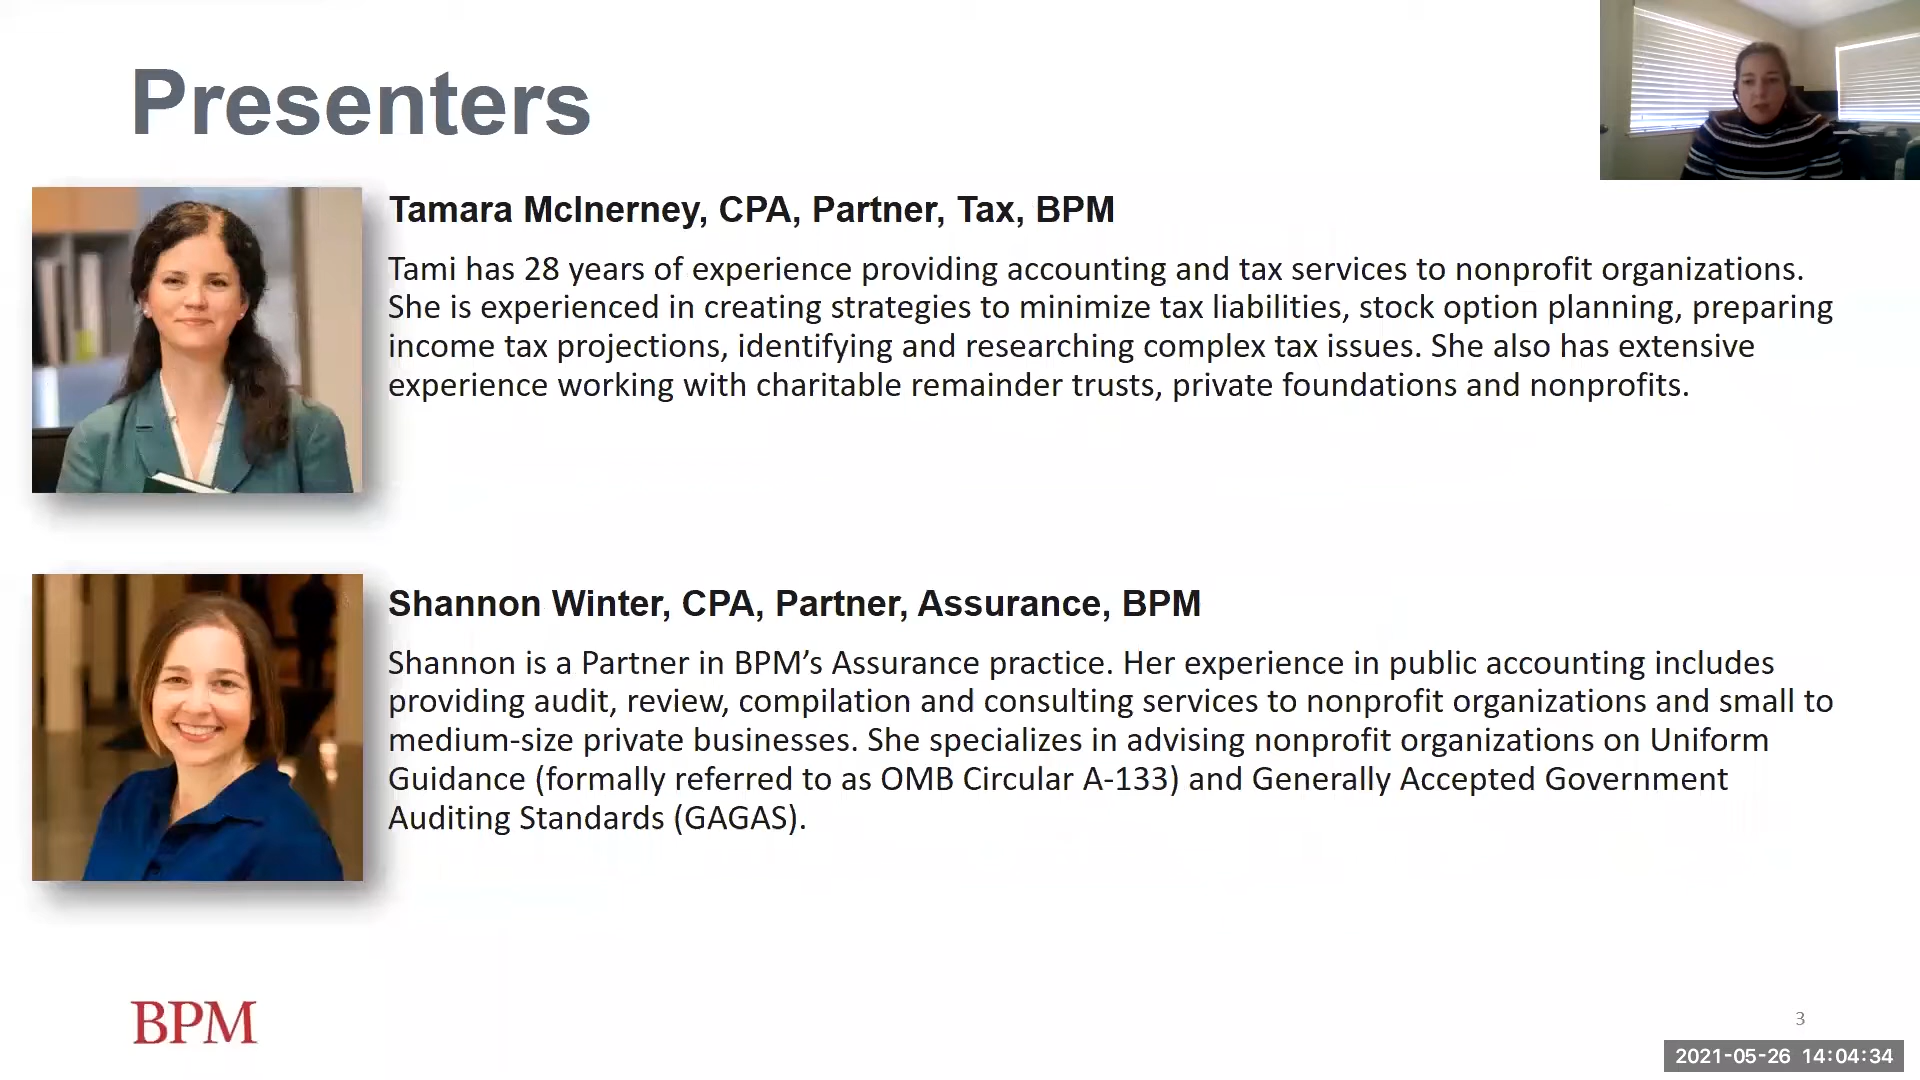 Presenters
Tamara McInerney, CPA, Partner, Tax, BPM
Tami has 28 years of experience providing accounting and tax services to nonprofit organizations.
She is experienced in creating strategies to minimize tax liabilities, stock option planning, preparing
income tax projections, identifying and researching complex tax issues. She also has extensive
experience working with charitable remainder trusts, private foundations and nonprofits.
Shannon Winter, CPA, Partner, Assurance, BPM
Shannon is a Partner in BPM’s Assurance practice. Her experience in public accounting includes
providing audit, review, compilation and consulting services to nonprofit organizations and small to
medium-size private businesses. She specializes in advising nonprofit organizations on Uniform
Guidance (formally referred to as OMB Circular A-133) and Generally Accepted Government
Auditing Standards (GAGAS).
BPM
3
2021-05-26 14:04:34